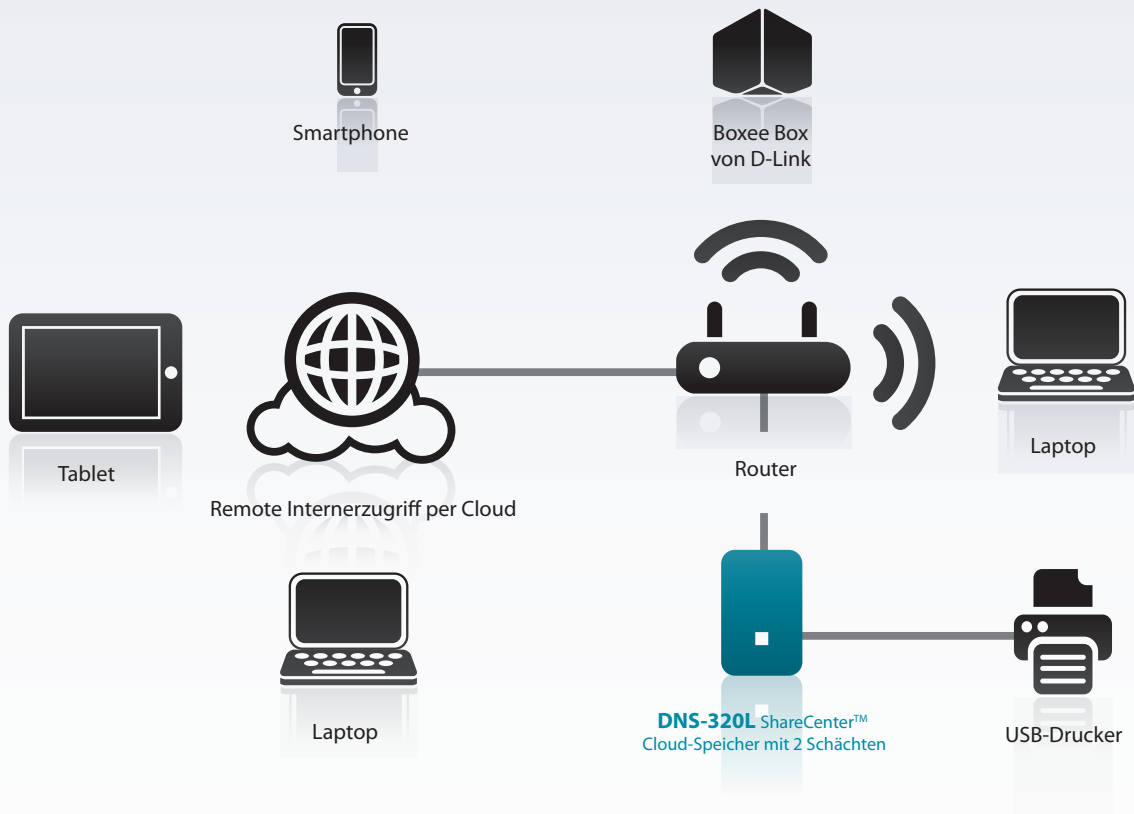 Smartphone
Boxee Box
von D-Link
Tablet
Remote Internerzugriff per Cloud
Router
Laptop
Laptop
DNS-320L ShareCenter™
Cloud-Speicher mit 2 Schächten
USB-Drucker